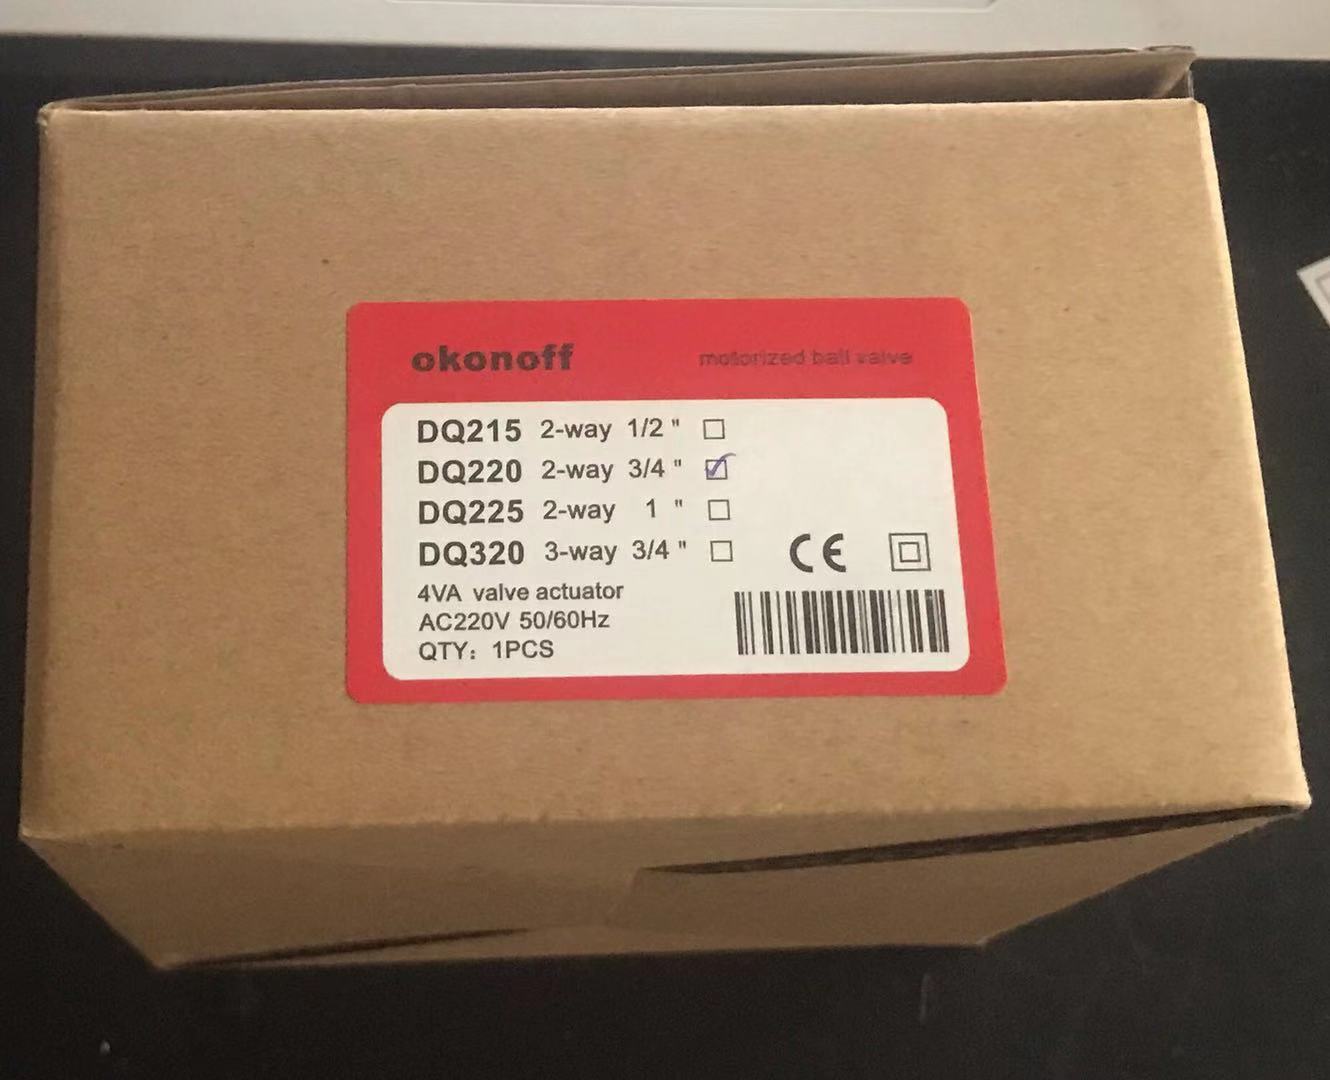 okonoff motorized ball valve
DQ215 2-way 1/2 "
DQ220 2-way 3/4 "
DQ225 2-way 1 "
DQ320 3-way 3/4 "
CE
4VA valve actuator
AC220V 50/60Hz
QTY: 1PCS